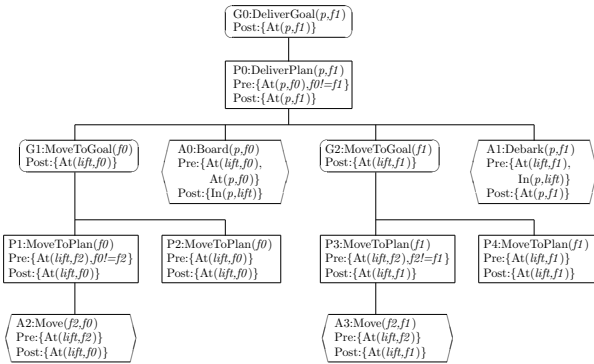 G0:DeliverGoal(p,f1)
Post:{At(p,f1)}
P0:DeliverPlan(p,f1)
Pre:{At(p,f0),f0!=f1}
Post:{At(p,f1)}
G1:MoveToGoal(f0)
Post:{At(lift,f0)}
A0:Board(p,f0)
Pre:{At(lift,f0),
At(p,f0)}
Post:{In(p,lift)}
G2:MoveToGoal(f1)
Post:{At(lift,f1)}
A1:Debark(p,f1)
Pre:{At(lift,f1),
In(p,lift)}
Post:{At(p,f1)}
P1:MoveToPlan(f0)
Pre:{At(lift,f2),f0!=f2}
Post:{At(lift,f0)}
P2:MoveToPlan(f0)
Pre:{At(lift,f0)}
Post:{At(lift,f0)}
P3:MoveToPlan(f1)
Pre:{At(lift,f2),f2!=f1}
Post:{At(lift,f1)}
P4:MoveToPlan(f1)
Pre:{At(lift,f1)}
Post:{At(lift,f1)}
A2:Move(f2,f0)
Pre:{At(lift,f2)}
Post:{At(lift,f0)}
A3:Move(f2,f1)
Pre:{At(lift,f2)}
Post:{At(lift,f1)}